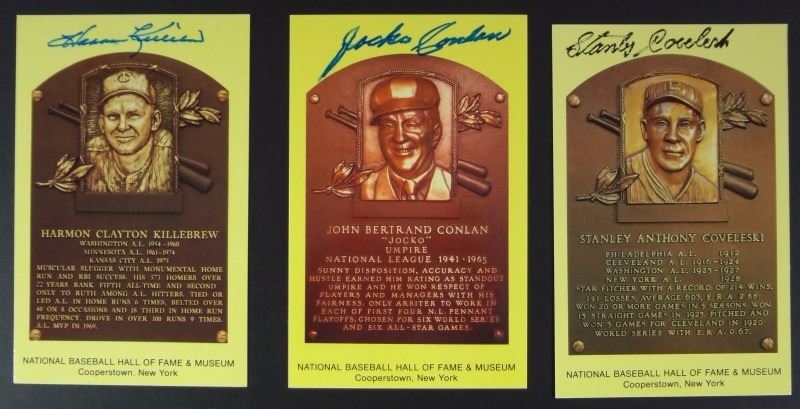 Harmon Killebrew
HARMON CLAYTON KILLEBREW
WASHINGTON A.L. 1954-1960
MINNESOTA A.L. 1961-1974
KANSAS CITY A.L. 1975
MUSCULAR SLUGGER WITH MONUMENTAL HOME
RUN AND RBI SUCCESS. HIS 573 HOMERS OVER
22 YEARS RANK FIFTH ALL-TIME AND SECOND
ONLY TO RUTH AMONG A.L. HITTERS. TIED OR
LED A.L. IN HOME RUNS 6 TIMES, BELTED OVER
40 ON 8 OCCASIONS AND IS THIRD IN HOME RUN
FREQUENCY. DROVE IN OVER 100 RUNS 9 TIMES.
A.L. MVP IN 1969.
NATIONAL BASEBALL HALL OF FAME & MUSEUM
Cooperstown, New York
Jocko Conlan
JOHN BERTRAND CONLAN
"JOCKO"
UMPIRE
NATIONAL LEAGUE 1941-1965
SUNNY DISPOSITION, ACCURACY AND
HUSTLE EARNED HIM RATING AS STANDOUT
UMPIRE AND HE WON RESPECT OF
PLAYERS AND MANAGERS WITH HIS
FAIRNESS. ONLY ARBITER TO WORK IN
EACH OF FIRST FOUR N.L. PENNANT
PLAYOFFS. CHOSEN FOR SIX WORLD SERIES
AND SIX ALL-STAR GAMES.
NATIONAL BASEBALL HALL OF FAME & MUSEUM
Cooperstown, New York
Stanley Coveleski
STANLEY ANTHONY COVELESKI
PHILADELPHIA A.L. 1912
CLEVELAND A.L. 1916-1924
WASHINGTON A.L. 1925-1927
NEW YORK A.L. 1928
STAR PITCHER WITH A RECORD OF 214 WINS,
141 LOSSES, AVERAGE 603, E.R.A. 2.88
WON 20 OR MORE GAMES IN 5 SEASONS. WON
13 STRAIGHT GAMES IN 1925. PITCHED AND
WON 3 GAMES FOR CLEVELAND IN 1920
WORLD SERIES WITH E.R.A. 0.67.
NATIONAL BASEBALL HALL OF FAME & MUSEUM
Cooperstown, New York